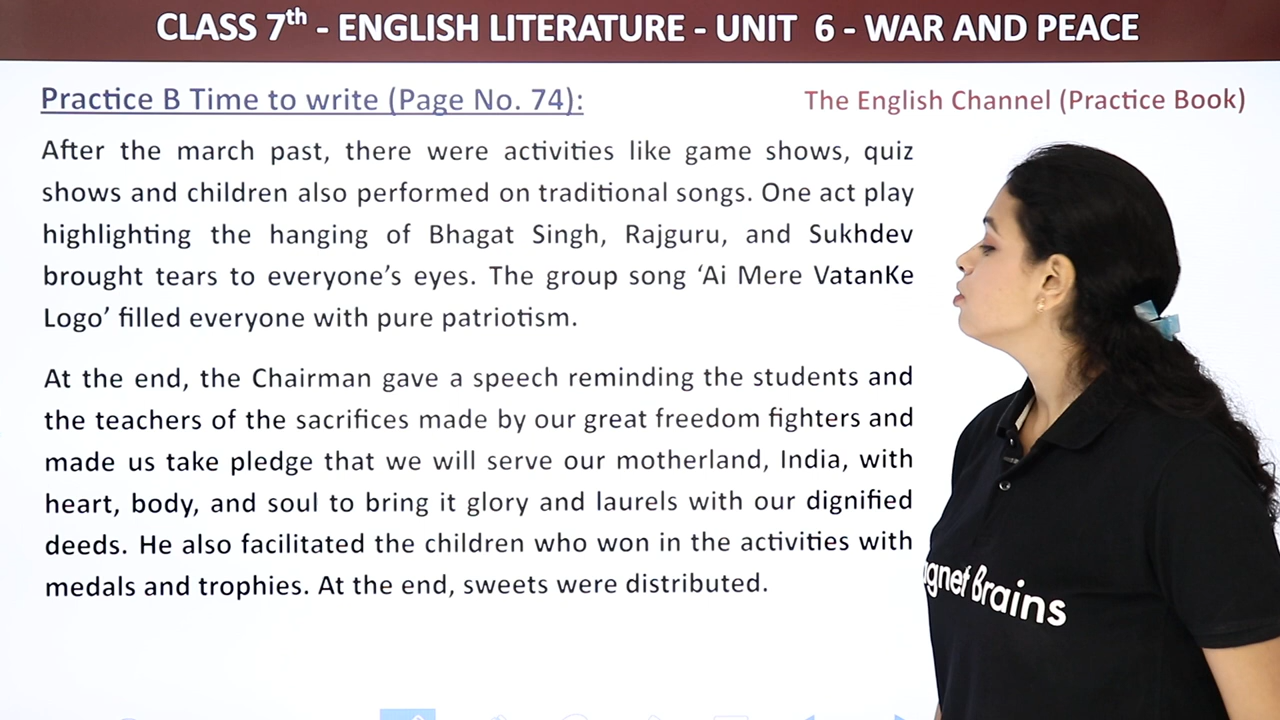 CLASS 7th - ENGLISH LITERATURE - UNIT 6 - WAR AND PEACE
Practice B Time to write (Page No. 74):
The English Channel (Practice Book)
After the march past, there were activities like game shows, quiz
shows and children also performed on traditional songs. One act play
highlighting the hanging of Bhagat Singh, Rajguru, and Sukhdev
brought tears to everyone’s eyes. The group song ‘Ai Mere VatanKe
Logo’ filled everyone with pure patriotism.
At the end, the Chairman gave a speech reminding the students and
the teachers of the sacrifices made by our great freedom fighters and
made us take pledge that we will serve our motherland, India, with
heart, body, and soul to bring it glory and laurels with our dignified
deeds. He also facilitated the children who won in the activities with
medals and trophies. At the end, sweets were distributed.
Brains